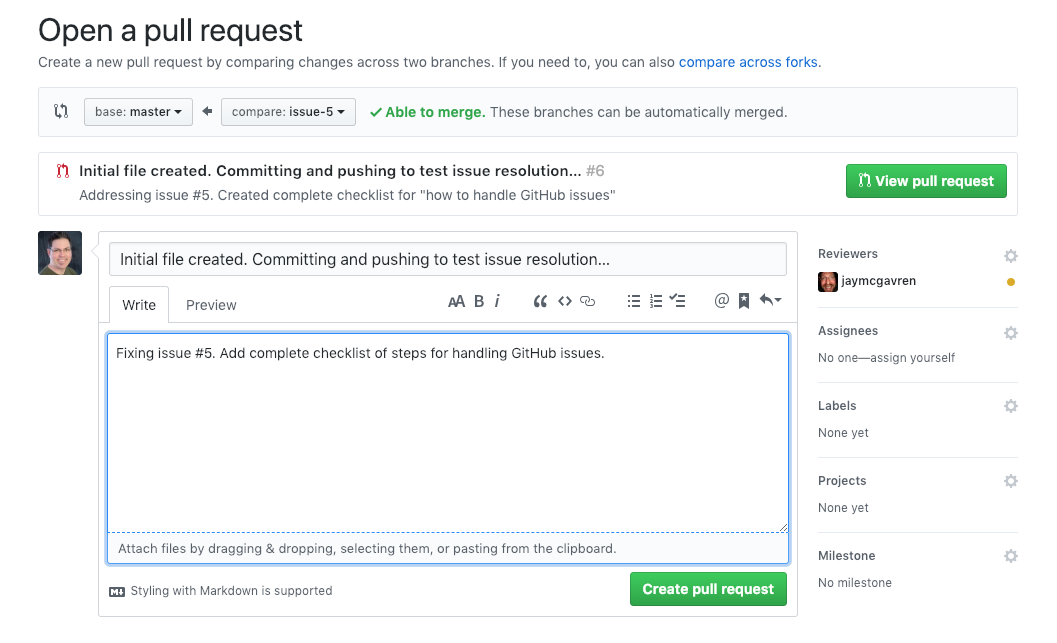 Open a pull request
Create a new pull request by comparing changes across two branches. If you need to, you can also compare across forks.
base: master compare: issue-5 Able to merge. These branches can be automatically merged.
Initial file created. Committing and pushing to test issue resolution... #6
Addressing issue #5. Created complete checklist for "how to handle GitHub issues"
View pull request
Initial file created. Committing and pushing to test issue resolution...
Write Preview AA B i “ <> @
Fixing issue #5. Add complete checklist of steps for handling GitHub issues.
Attach files by dragging & dropping, selecting them, or pasting from the clipboard.
Styling with Markdown is supported
Create pull request
Reviewers
jaymcgavren
Assignees
No one—assign yourself
Labels
None yet
Projects
None yet
Milestone
No milestone